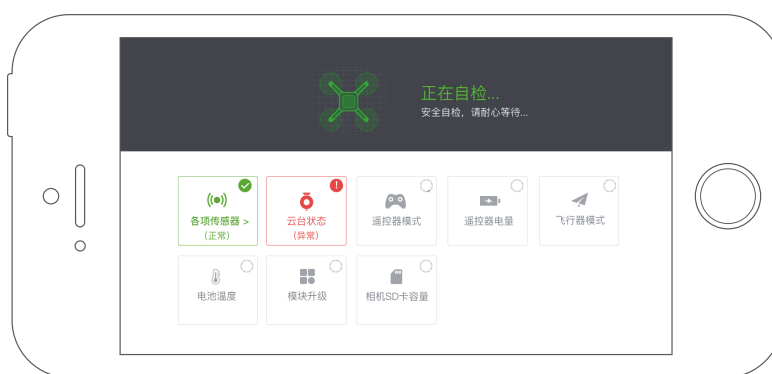 正在自检...
安全自检，请耐心等待...
各项传感器 >
(正常)
云台状态
(异常)
遥控器模式
遥控器电量
飞行器模式
电池温度
模块升级
相机SD卡容量